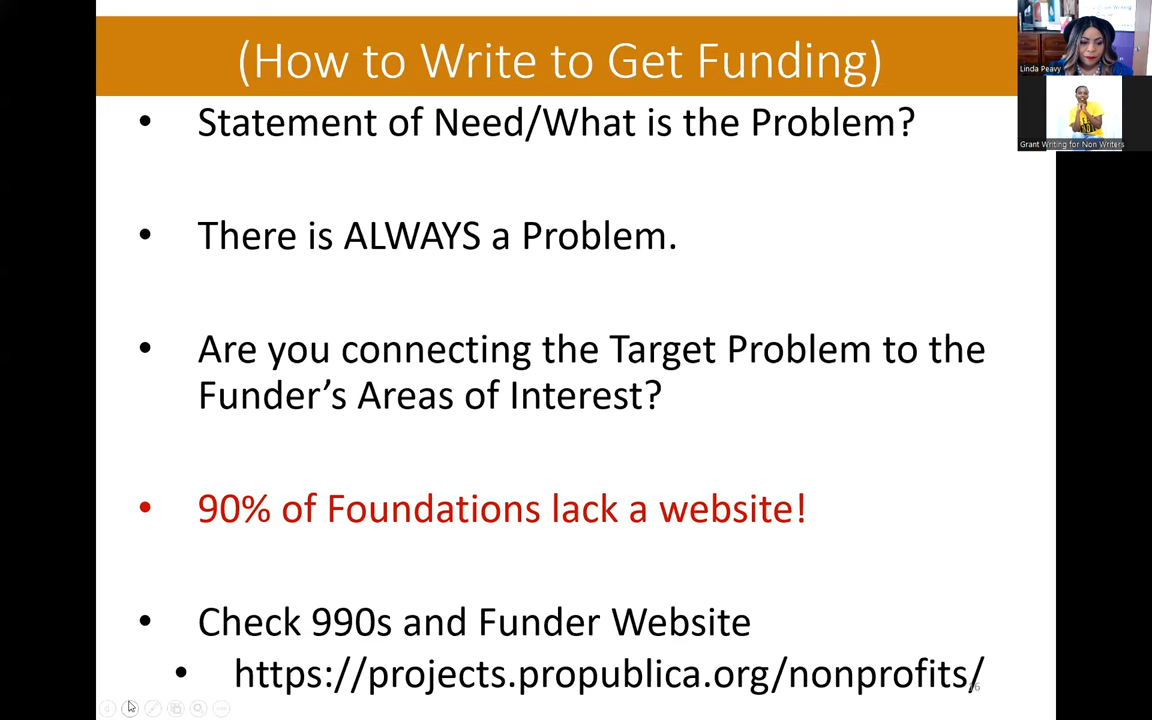 (How to Write to Get Funding)
• Statement of Need/What is the Problem?
• There is ALWAYS a Problem.
• Are you connecting the Target Problem to the
Funder’s Areas of Interest?
• 90% of Foundations lack a website!
• Check 990s and Funder Website
• https://projects.propublica.org/nonprofits/
Linda Peavy
Grant Writing for Non Writers